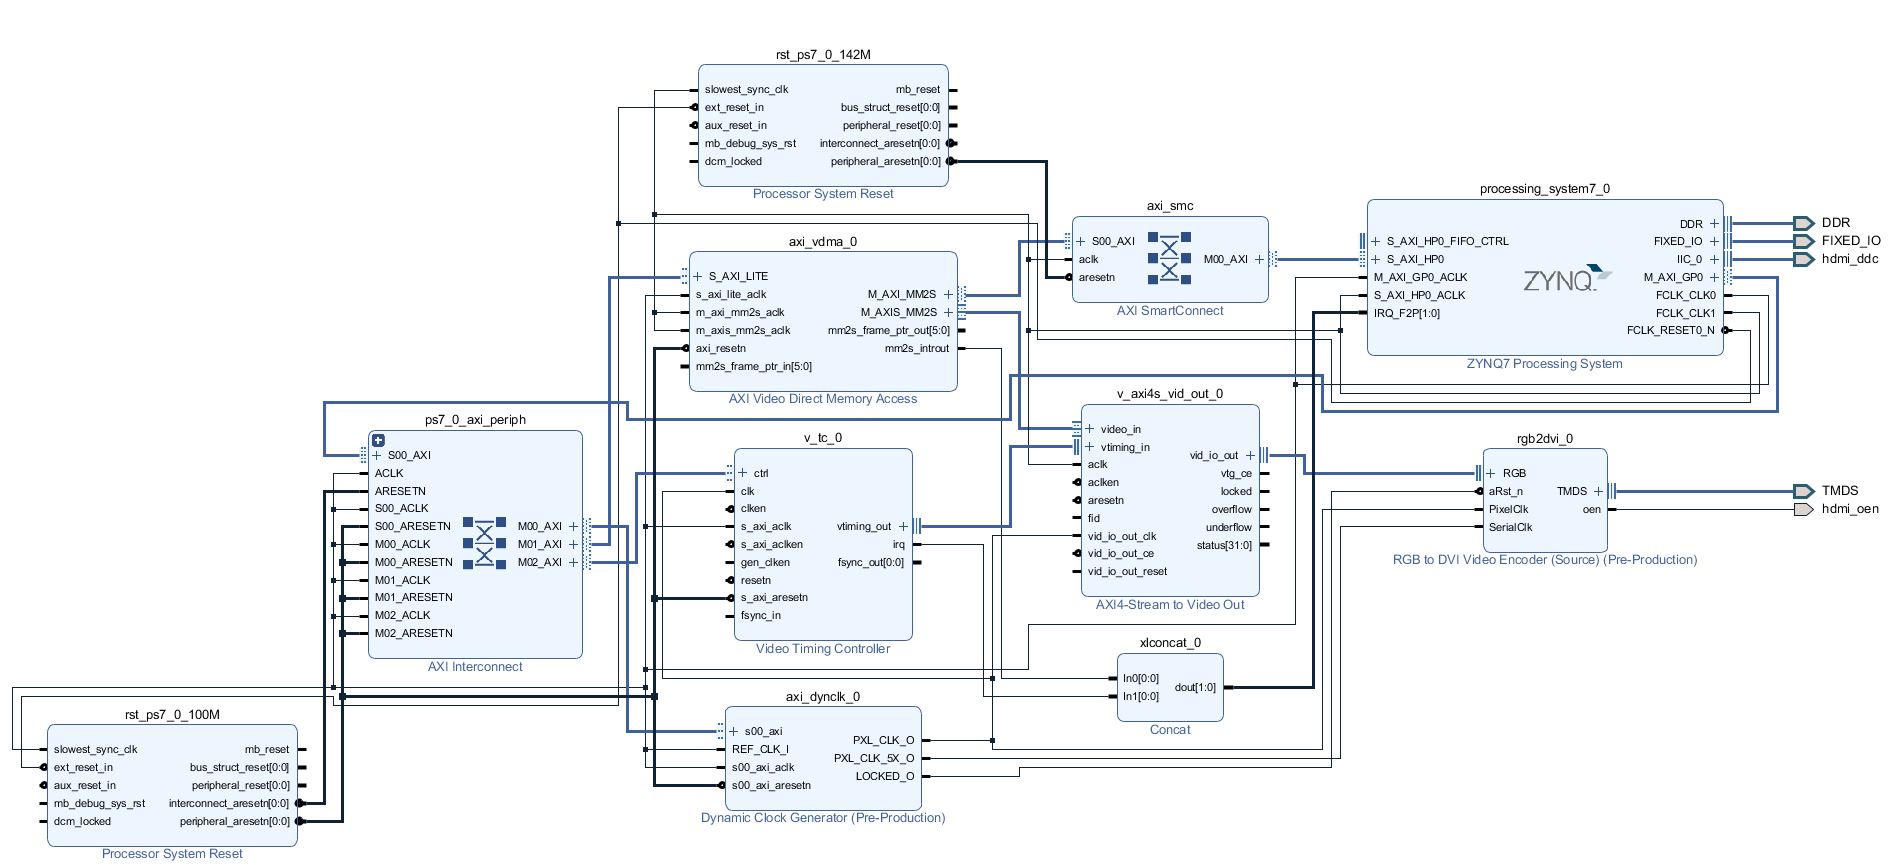 rst_ps7_0_142M
slowest_sync_clk
ext_reset_in
aux_reset_in
mb_debug_sys_rst
dcm_locked
mb_reset
bus_struct_reset[0:0]
peripheral_reset[0:0]
interconnect_aresetn[0:0]
peripheral_aresetn[0:0]
Processor System Reset
axi_vdma_0
S_AXI_LITE
s_axi_lite_aclk
m_axi_mm2s_aclk
m_axis_mm2s_aclk
axi_resetn
mm2s_frame_ptr_in[5:0]
M_AXI_MM2S
M_AXIS_MM2S
mm2s_frame_ptr_out[5:0]
mm2s_introut
AXI Video Direct Memory Access
axi_smc
S00_AXI
aclk
aresetn
M00_AXI
AXI SmartConnect
processing_system7_0
S_AXI_HP0_FIFO_CTRL
S_AXI_HP0
M_AXI_GP0_ACLK
S_AXI_HP0_ACLK
IRQ_F2P[1:0]
ZYNQ
DDR
FIXED_IO
IIC_0
M_AXI_GP0
FCLK_CLK0
FCLK_CLK1
FCLK_RESET0_N
ZYNQ7 Processing System
DDR
FIXED_IO
hdmi_ddc
ps7_0_axi_periph
S00_AXI
ACLK
ARESETN
S00_ACLK
S00_ARESETN
M00_ACLK
M00_ARESETN
M01_ACLK
M01_ARESETN
M02_ACLK
M02_ARESETN
M00_AXI
M01_AXI
M02_AXI
AXI Interconnect
v_tc_0
ctrl
clk
clken
s_axi_aclk
s_axi_aclken
gen_clken
resetn
s_axi_aresetn
fsync_in
vtiming_out
irq
fsync_out[0:0]
Video Timing Controller
v_axi4s_vid_out_0
video_in
vtiming_in
aclk
aclken
aresetn
fid
vid_io_out_clk
vid_io_out_ce
vid_io_out_reset
vid_io_out
vtg_ce
locked
overflow
underflow
status[31:0]
AXI4-Stream to Video Out
rgb2dvi_0
RGB
aRst_n
PixelClk
SerialClk
TMDS
oen
RGB to DVI Video Encoder (Source) (Pre-Production)
TMDS
hdmi_oen
xlconcat_0
In0[0:0]
In1[0:0]
dout[1:0]
Concat
rst_ps7_0_100M
slowest_sync_clk
ext_reset_in
aux_reset_in
mb_debug_sys_rst
dcm_locked
mb_reset
bus_struct_reset[0:0]
peripheral_reset[0:0]
interconnect_aresetn[0:0]
peripheral_aresetn[0:0]
Processor System Reset
axi_dynclk_0
s00_axi
REF_CLK_I
s00_axi_aclk
s00_axi_aresetn
PXL_CLK_O
PXL_CLK_5X_O
LOCKED_O
Dynamic Clock Generator (Pre-Production)